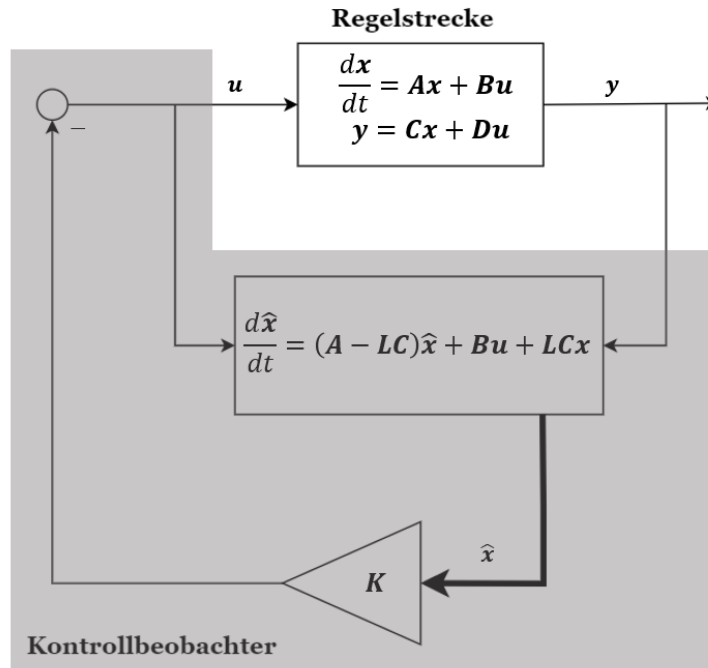 Regelstrecke
u
dx/dt = Ax + Bu
y = Cx + Du
y
−
dx̂/dt = (A − LC)x̂ + Bu + LCx
x̂
K
Kontrollbeobachter